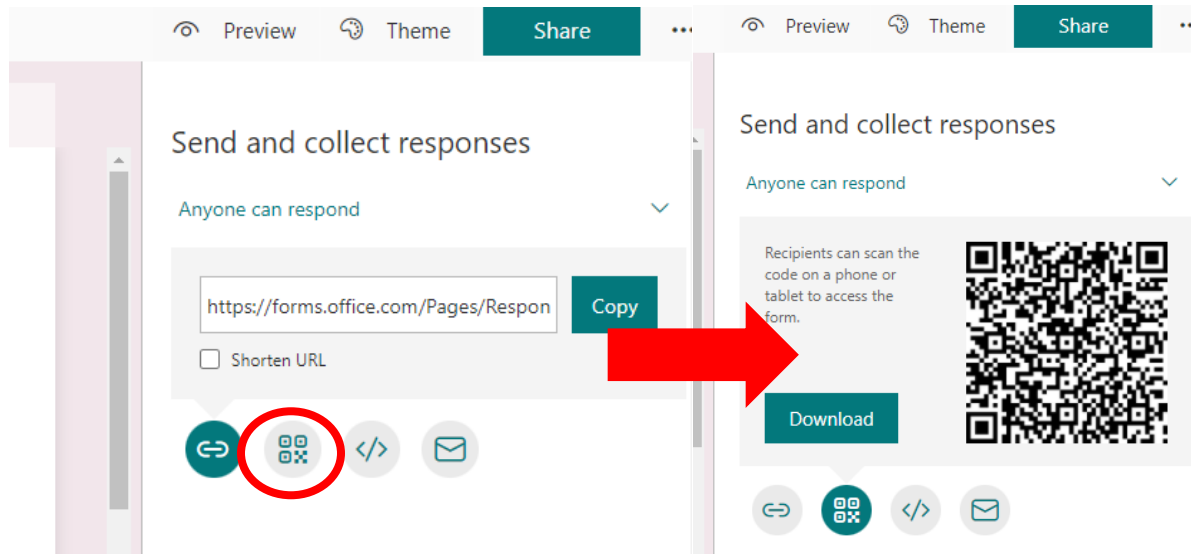 Preview Theme Share •••
Send and collect responses
Anyone can respond
https://forms.office.com/Pages/Respon Copy
Shorten URL
</>
Preview Theme Share
Send and collect responses
Anyone can respond
Recipients can scan the
code on a phone or
tablet to access the
form.
Download
</>